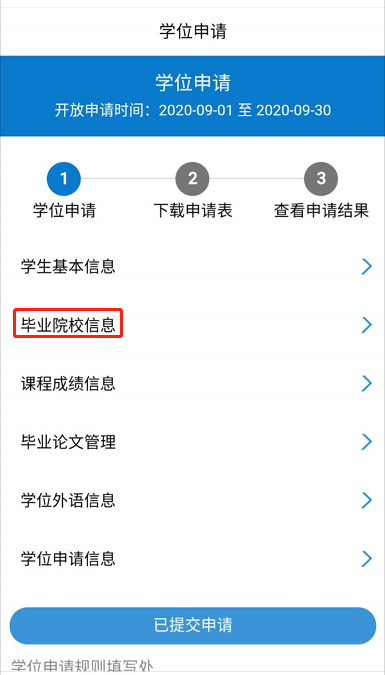 学位申请
学位申请
开放申请时间：2020-09-01 至 2020-09-30
1
2
3
学位申请
下载申请表
查看申请结果
学生基本信息
毕业院校信息
课程成绩信息
毕业论文管理
学位外语信息
学位申请信息
已提交申请
学位申请规则填写处